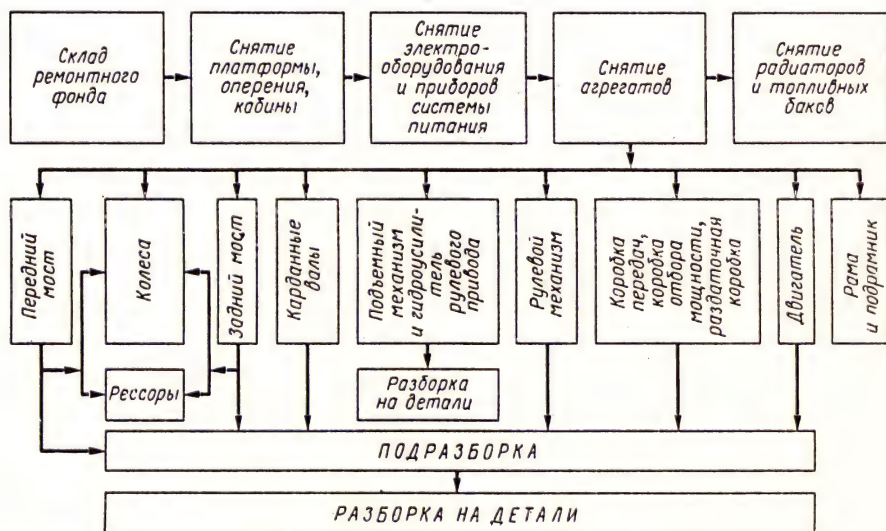 Склад
ремонтного
фонда
Снятие
платформы,
оперения,
кабины
Снятие
электро-
оборудования
и приборов
системы
питания
Снятие
агрегатов
Снятие
радиаторов
и топливных
баков
Передний
мост
Колеса
Задний мост
Карданные
валы
Подъемный
механизм
и гидроусили-
тель
рулевого
привода
Рулевой
механизм
Коробка
передач,
коробка
отбора
мощности,
раздаточная
коробка
Двигатель
Рама
и подрамник
Рессоры
Разборка
на детали
ПОДРАЗБОРКА
РАЗБОРКА НА ДЕТАЛИ